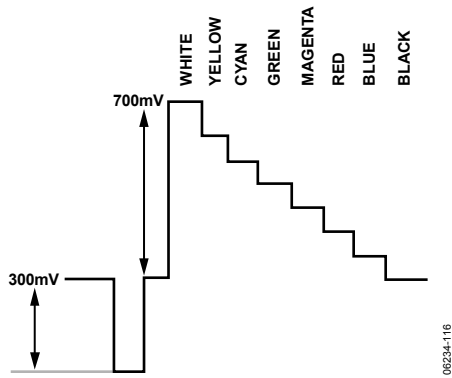 WHITE
YELLOW
CYAN
GREEN
MAGENTA
RED
BLUE
BLACK
700mV
300mV
06234-116